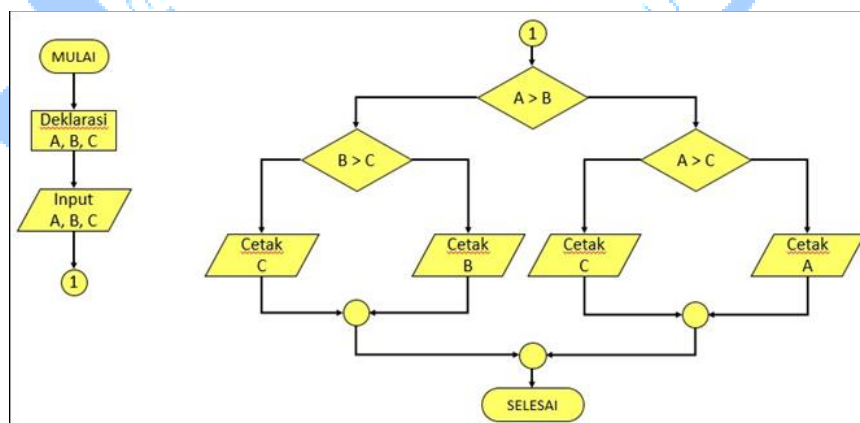 MULAI
Deklarasi
A, B, C
Input
A, B, C
1
1
A > B
B > C
A > C
Cetak
C
Cetak
B
Cetak
C
Cetak
A
SELESAI